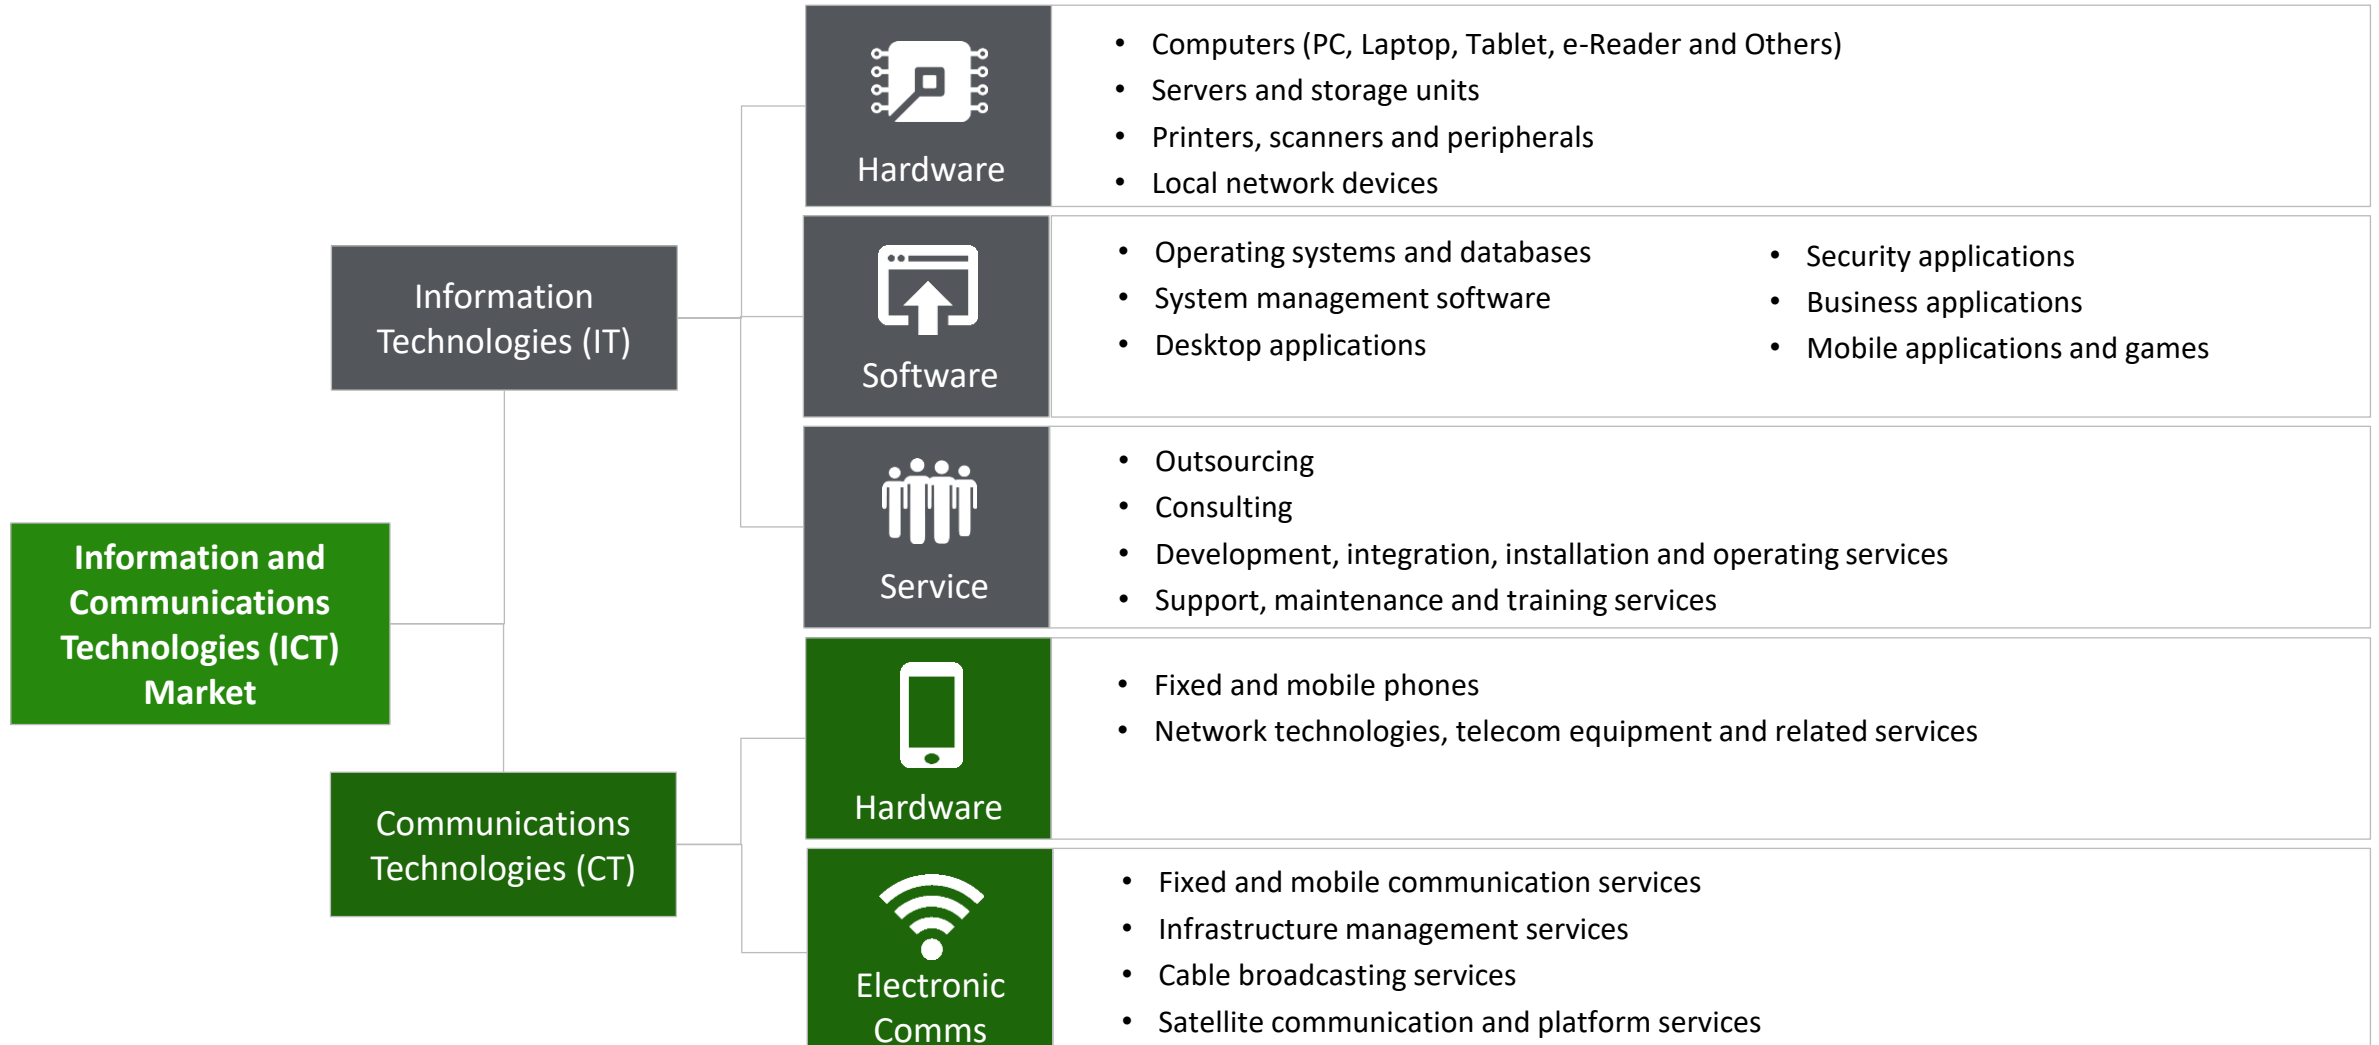 Information and
Communications
Technologies (ICT)
Market
Information
Technologies (IT)
Hardware
• Computers (PC, Laptop, Tablet, e-Reader and Others)
• Servers and storage units
• Printers, scanners and peripherals
• Local network devices
Software
• Operating systems and databases
• System management software
• Desktop applications
• Security applications
• Business applications
• Mobile applications and games
Service
• Outsourcing
• Consulting
• Development, integration, installation and operating services
• Support, maintenance and training services
Communications
Technologies (CT)
Hardware
• Fixed and mobile phones
• Network technologies, telecom equipment and related services
Electronic
Comms
• Fixed and mobile communication services
• Infrastructure management services
• Cable broadcasting services
• Satellite communication and platform services